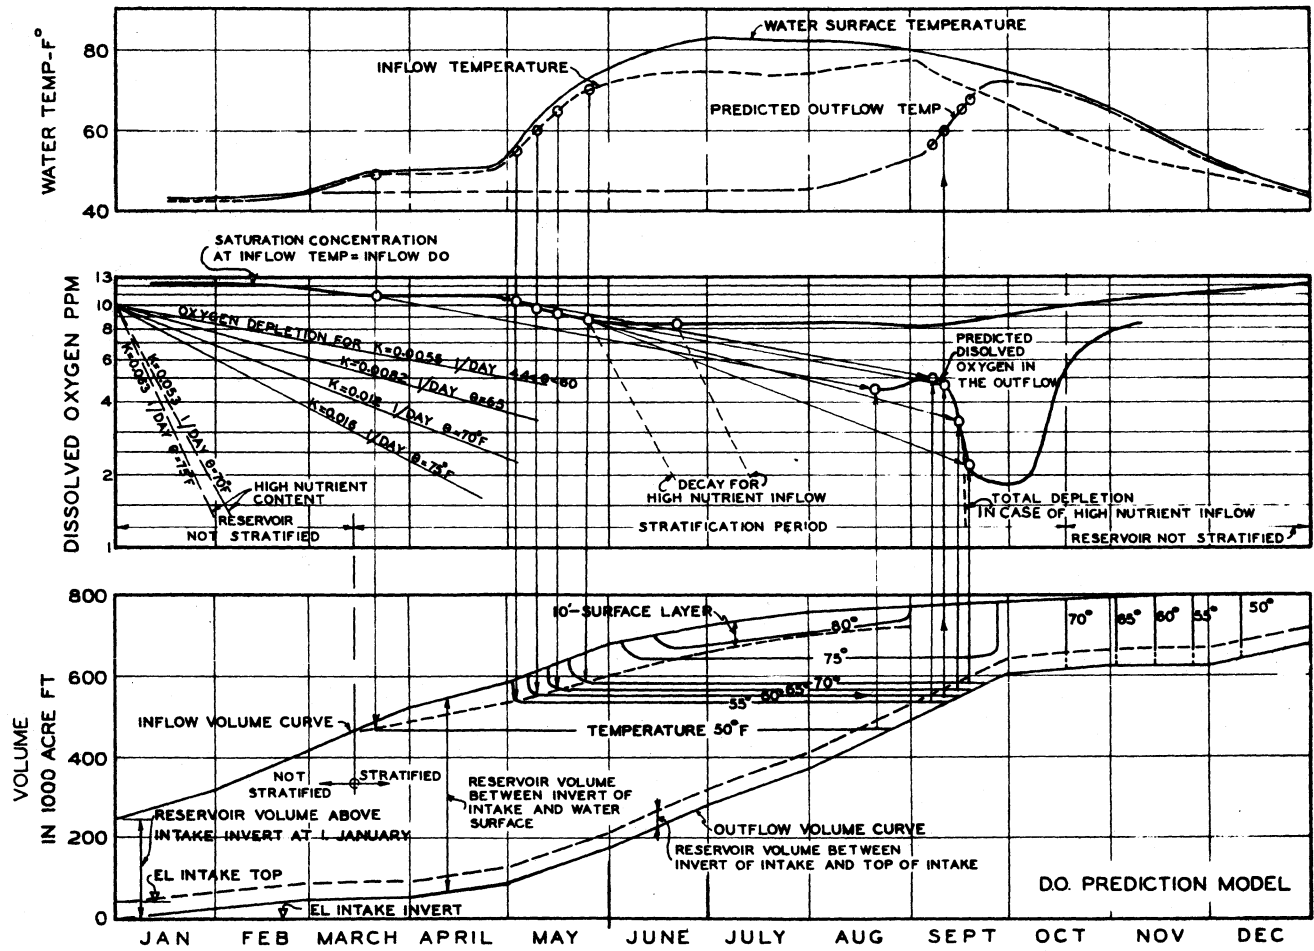 WATER TEMP-F°
80
60
40
WATER SURFACE TEMPERATURE
INFLOW TEMPERATURE
PREDICTED OUTFLOW TEMP
DISSOLVED OXYGEN PPM
13
10
8
6
4
2
1
SATURATION CONCENTRATION
AT INFLOW TEMP = INFLOW DO
OXYGEN DEPLETION FOR K=0.0056 1/DAY 44<θ<60
K=0.0082 1/DAY θ=65
K=0.012 1/DAY θ=70°F
K=0.016 1/DAY θ=75°F
K=0.053 1/DAY θ=70°F
K=0.063 1/DAY θ=75°F
HIGH NUTRIENT
CONTENT
RESERVOIR
NOT STRATIFIED
PREDICTED
DISOLVED
OXYGEN IN
THE OUTFLOW
DECAY FOR
HIGH NUTRIENT INFLOW
STRATIFICATION PERIOD
TOTAL DEPLETION
IN CASE OF HIGH NUTRIENT INFLOW
RESERVOIR NOT STRATIFIED
VOLUME
IN 1000 ACRE FT
800
600
400
200
0
10'-SURFACE LAYER
80°
75°
55° 60° 65° 70°
TEMPERATURE 50°F
70° 65° 60° 55° 50°
INFLOW VOLUME CURVE
NOT
STRATIFIED
STRATIFIED
RESERVOIR VOLUME
BETWEEN INVERT OF
INTAKE AND WATER
SURFACE
RESERVOIR VOLUME ABOVE
INTAKE INVERT AT 1. JANUARY
OUTFLOW VOLUME CURVE
RESERVOIR VOLUME BETWEEN
INVERT OF INTAKE AND TOP OF INTAKE
EL INTAKE TOP
EL INTAKE INVERT
D.O. PREDICTION MODEL
JAN FEB MARCH APRIL MAY JUNE JULY AUG SEPT OCT NOV DEC